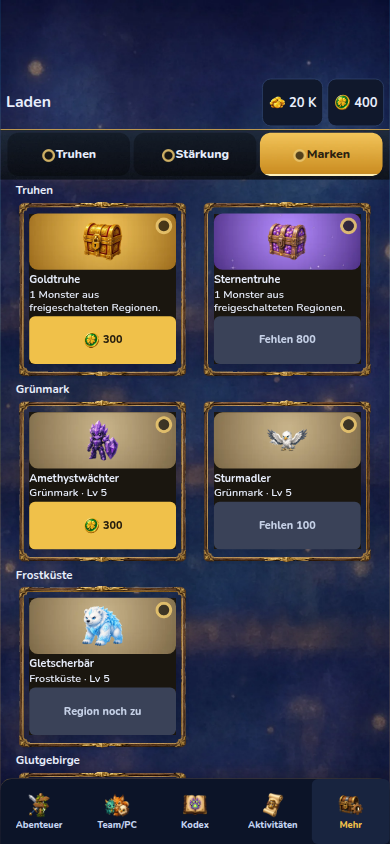 Laden
20 K
400
Truhen
Stärkung
Marken
Truhen
Goldtruhe
1 Monster aus
freigeschalteten Regionen.
300
Sternentruhe
1 Monster aus
freigeschalteten Regionen.
Fehlen 800
Grünmark
Amethystwächter
Grünmark · Lv 5
300
Sturmadler
Grünmark · Lv 5
Fehlen 100
Frostküste
Gletscherbär
Frostküste · Lv 5
Region noch zu
Glutgebirge
Abenteuer
Team/PC
Kodex
Aktivitäten
Mehr